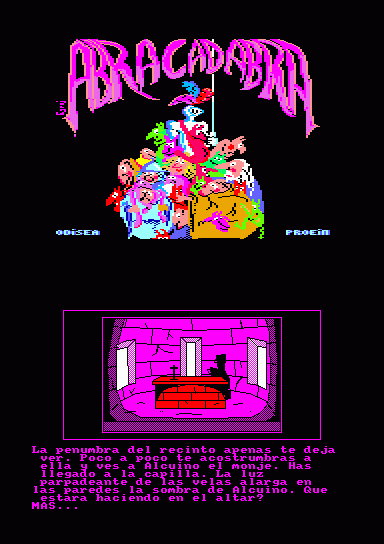 ABRACADABRA
ODISEA PROEIN
La penumbra del recinto apenas te deja
ver. Poco a poco te acostrumbras a
ella y ves a Alcuino el monje. Has
llegado a la capilla. La luz
parpadeante de las velas alarga en
las paredes la sombra de Alcuino. Que
estara haciendo en el altar?
MAS...